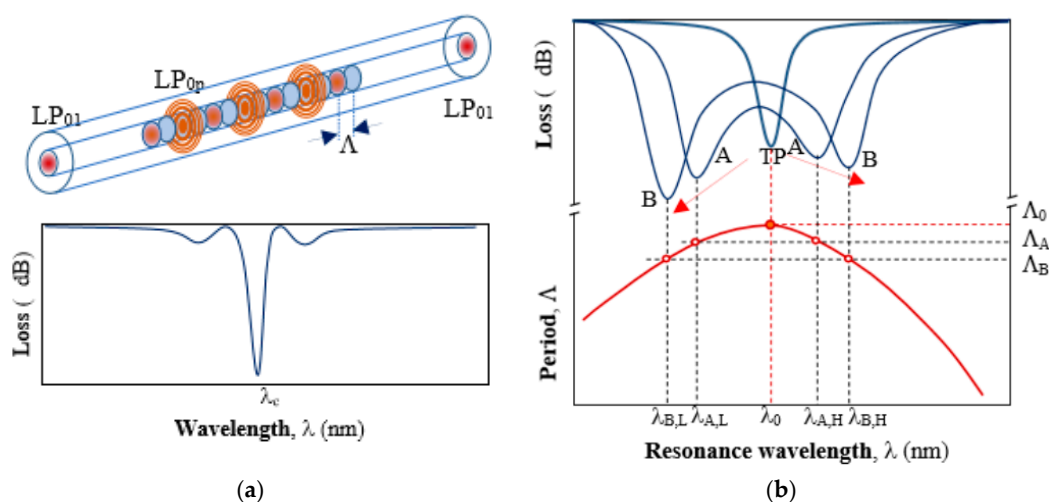 LP01
LP0p
LP01
Λ
Loss ( dB)
λc
Wavelength, λ (nm)
(a)
Loss ( dB)
A
TP
A
B
B
Λ0
ΛA
ΛB
Period, Λ
λB,L
λA,L
λ0
λA,H
λB,H
Resonance wavelength, λ (nm)
(b)